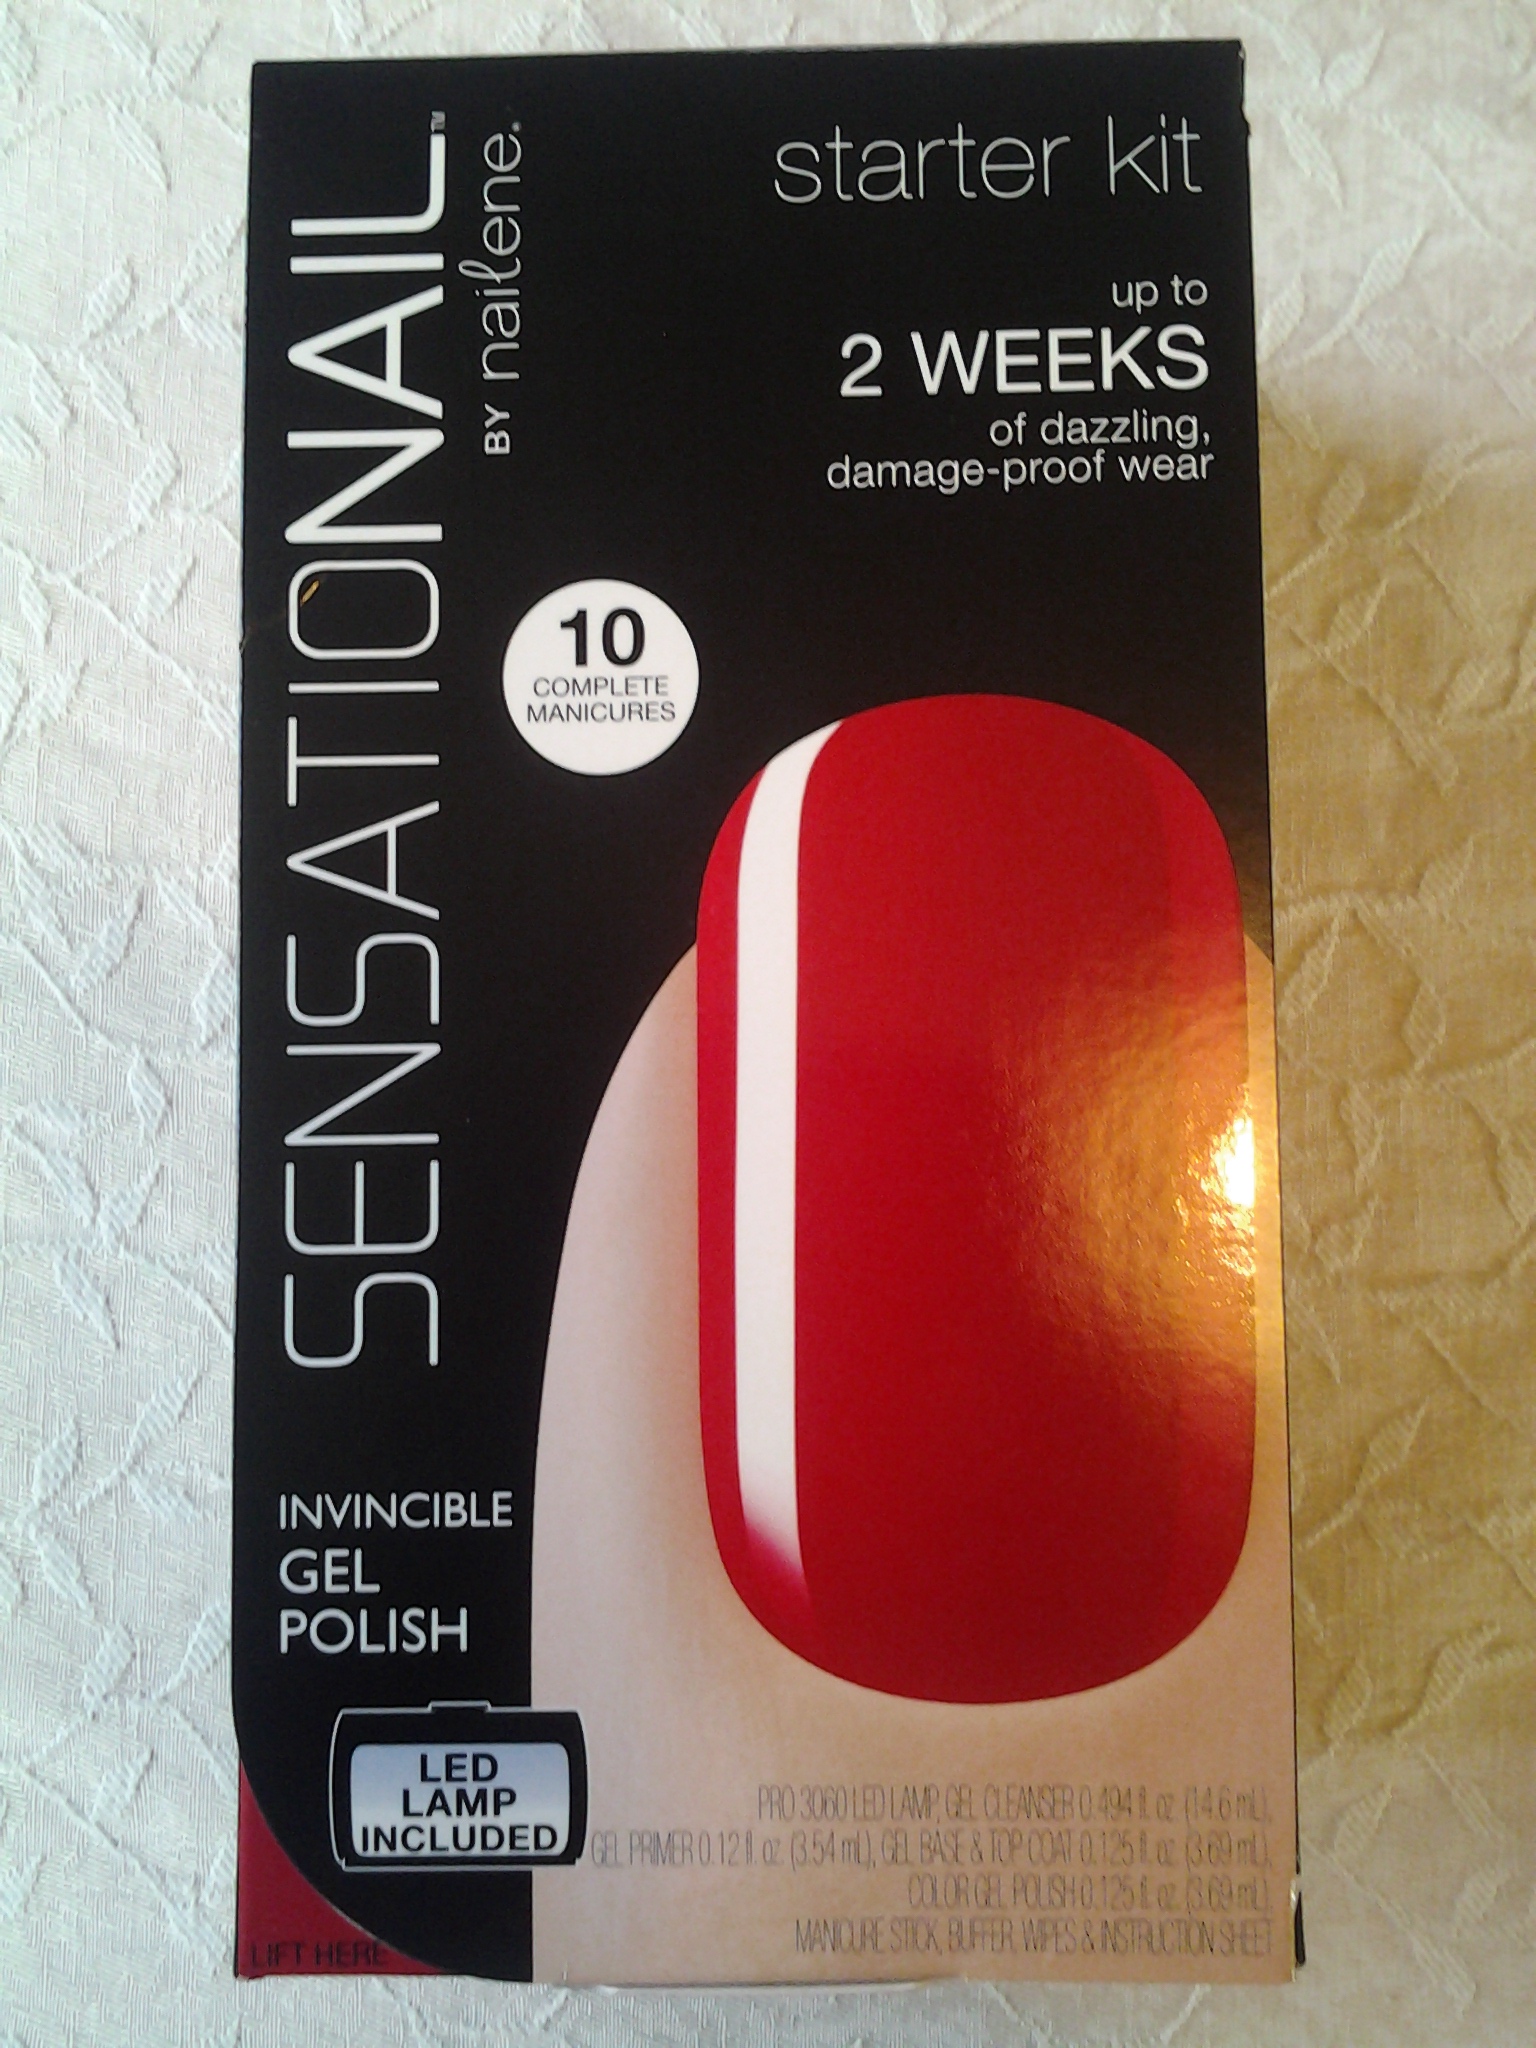 SENSATIONAIL™
BY nailene®
starter kit
up to
2 WEEKS
of dazzling,
damage-proof wear
10
COMPLETE
MANICURES
INVINCIBLE
GEL
POLISH
LED
LAMP
INCLUDED
PRO 3060 LED LAMP, GEL CLEANSER 0.494 fl. oz. (14.6 mL),
GEL PRIMER 0.12 fl. oz. (3.54 mL), GEL BASE & TOP COAT 0.125 fl. oz. (3.69 mL),
COLOR GEL POLISH 0.125 fl. oz. (3.69 mL),
MANICURE STICK, BUFFER, WIPES & INSTRUCTION SHEET
LIFT HERE